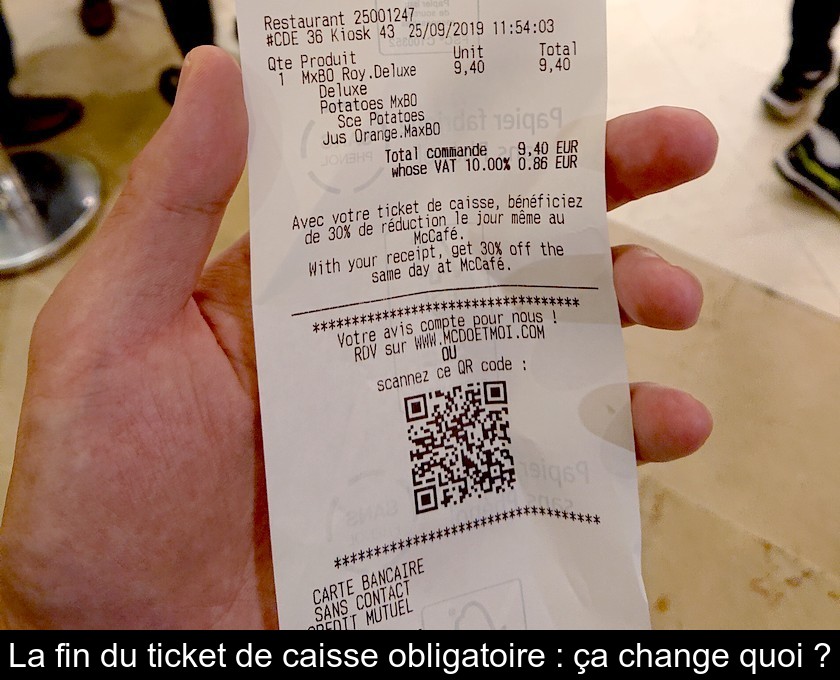 Restaurant 25001247
#CDE 36 Kiosk 43 25/09/2019 11:54:03
Qte Produit Unit Total
1 MxBO Roy.Deluxe 9,40 9,40
Deluxe
Potatoes MxBO
Sce Potatoes
Jus Orange.MaxBO
Total commande 9,40 EUR
whose VAT 10.00% 0.86 EUR
Avec votre ticket de caisse, bénéficiez
de 30% de réduction le jour même au
McCafé.
With your receipt, get 30% off the
same day at McCafé.
*********************************
Votre avis compte pour nous !
RDV sur WWW.MCDOETMOI.COM
OU
scannez ce QR code :
*********************************
CARTE BANCAIRE
SANS CONTACT
CREDIT MUTUEL
La fin du ticket de caisse obligatoire : ça change quoi ?